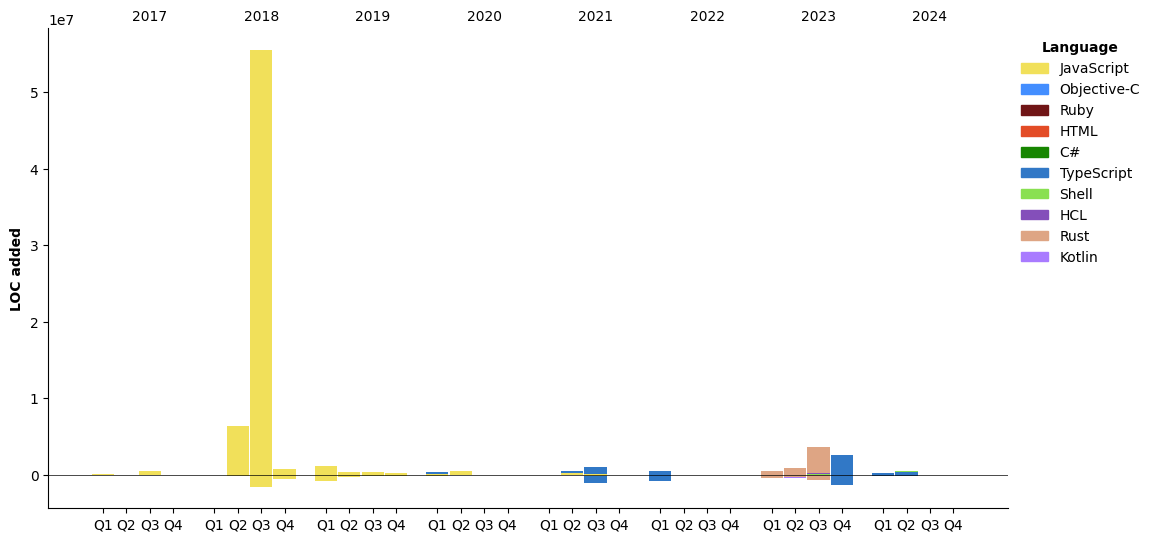 2017 2018 2019 2020 2021 2022 2023 2024
1e7
LOC added
5
4
3
2
1
0
Q1 Q2 Q3 Q4 Q1 Q2 Q3 Q4 Q1 Q2 Q3 Q4 Q1 Q2 Q3 Q4 Q1 Q2 Q3 Q4 Q1 Q2 Q3 Q4 Q1 Q2 Q3 Q4 Q1 Q2 Q3 Q4
Language
JavaScript
Objective-C
Ruby
HTML
C#
TypeScript
Shell
HCL
Rust
Kotlin